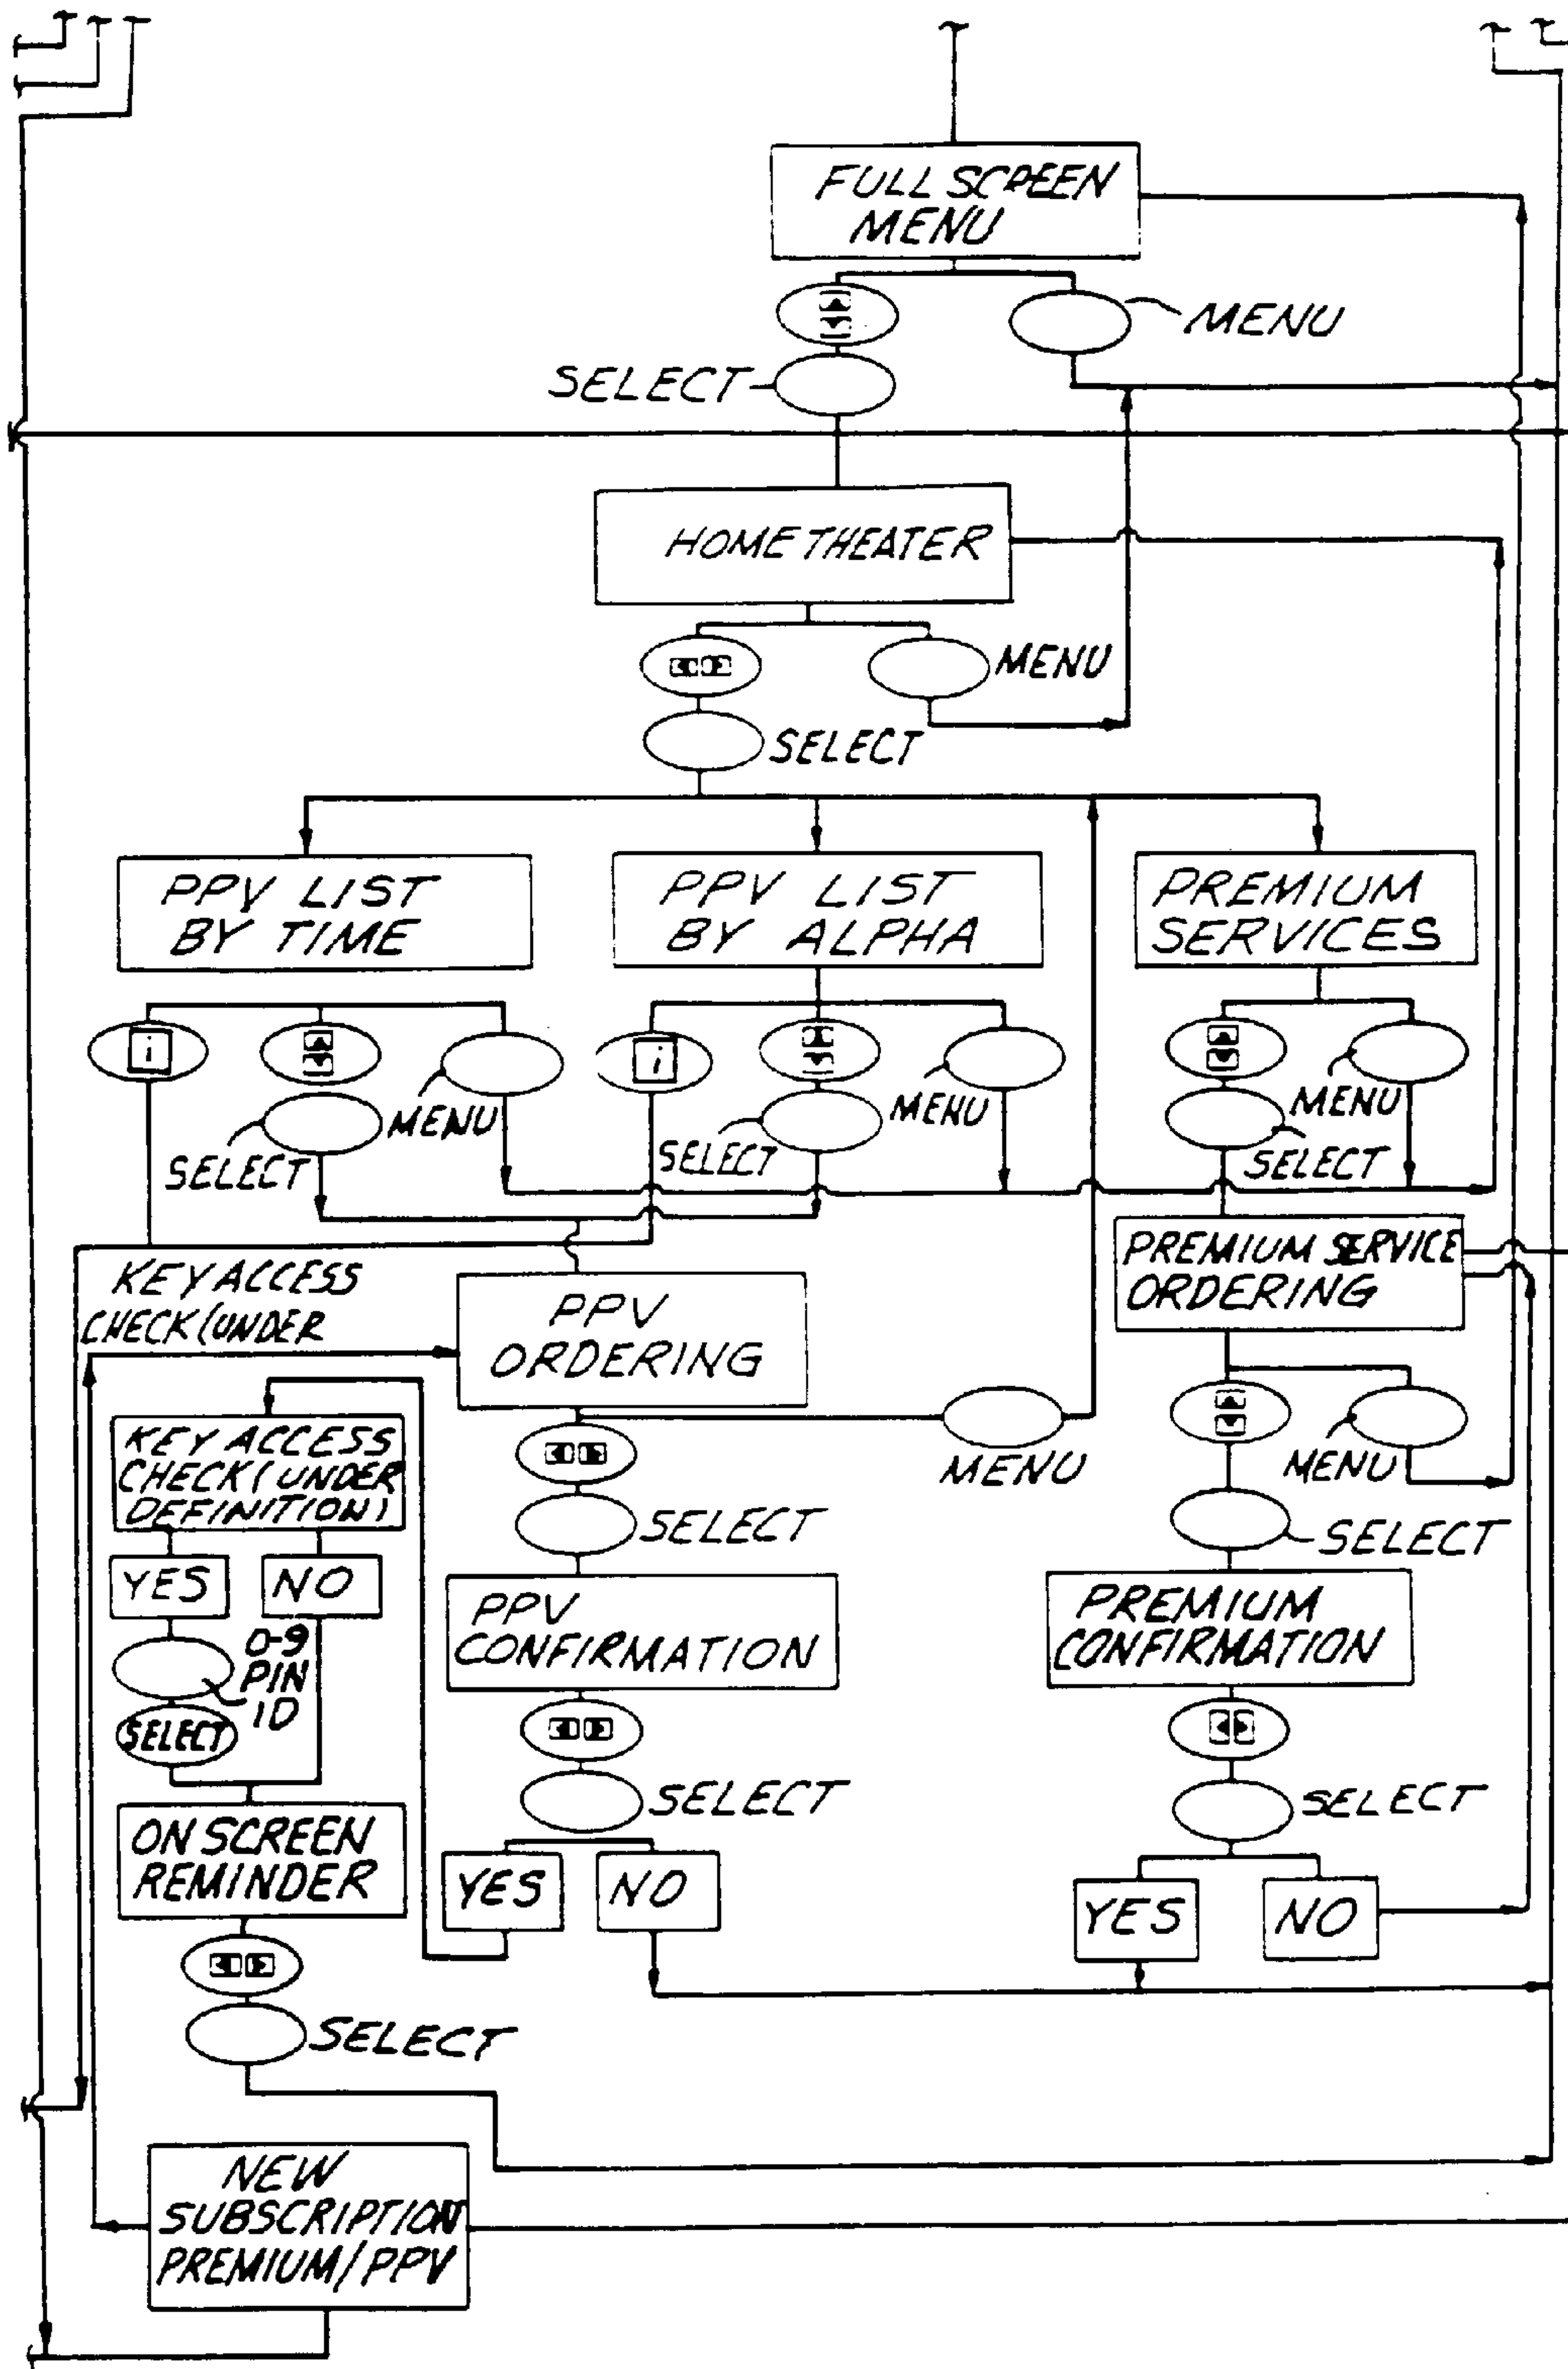 FULL SCREEN
MENU
MENU
SELECT
HOME THEATER
MENU
SELECT
PPV LIST
BY TIME
PPV LIST
BY ALPHA
PREMIUM
SERVICES
i
i
MENU
MENU
MENU
SELECT
SELECT
SELECT
KEY ACCESS
CHECK (UNDER
PPV
ORDERING
PREMIUM SERVICE
ORDERING
KEY ACCESS
CHECK (UNDER
DEFINITION)
MENU
MENU
SELECT
SELECT
YES
NO
PPV
CONFIRMATION
PREMIUM
CONFIRMATION
0-9
PIN
ID
SELECT
SELECT
SELECT
ON SCREEN
REMINDER
YES
NO
YES
NO
SELECT
NEW
SUBSCRIPTION
PREMIUM/PPV